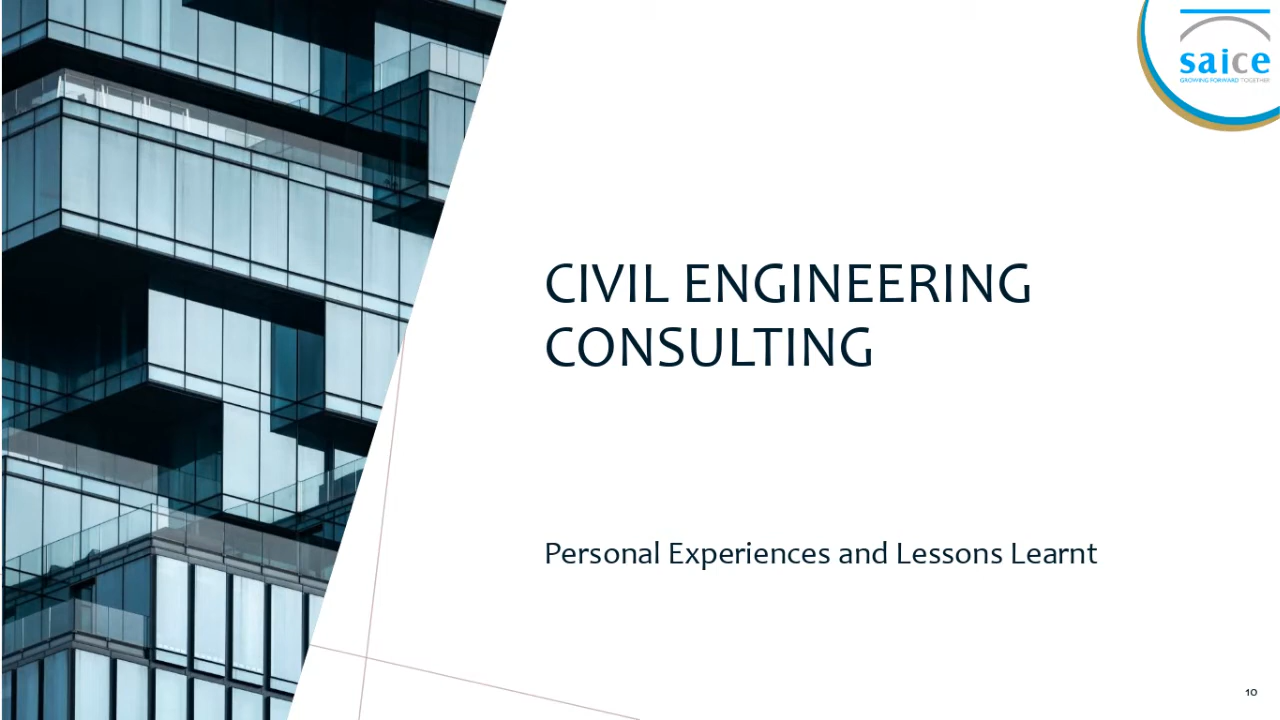 saice
GROWING FORWARD TOGETHER
CIVIL ENGINEERING
CONSULTING
Personal Experiences and Lessons Learnt
10